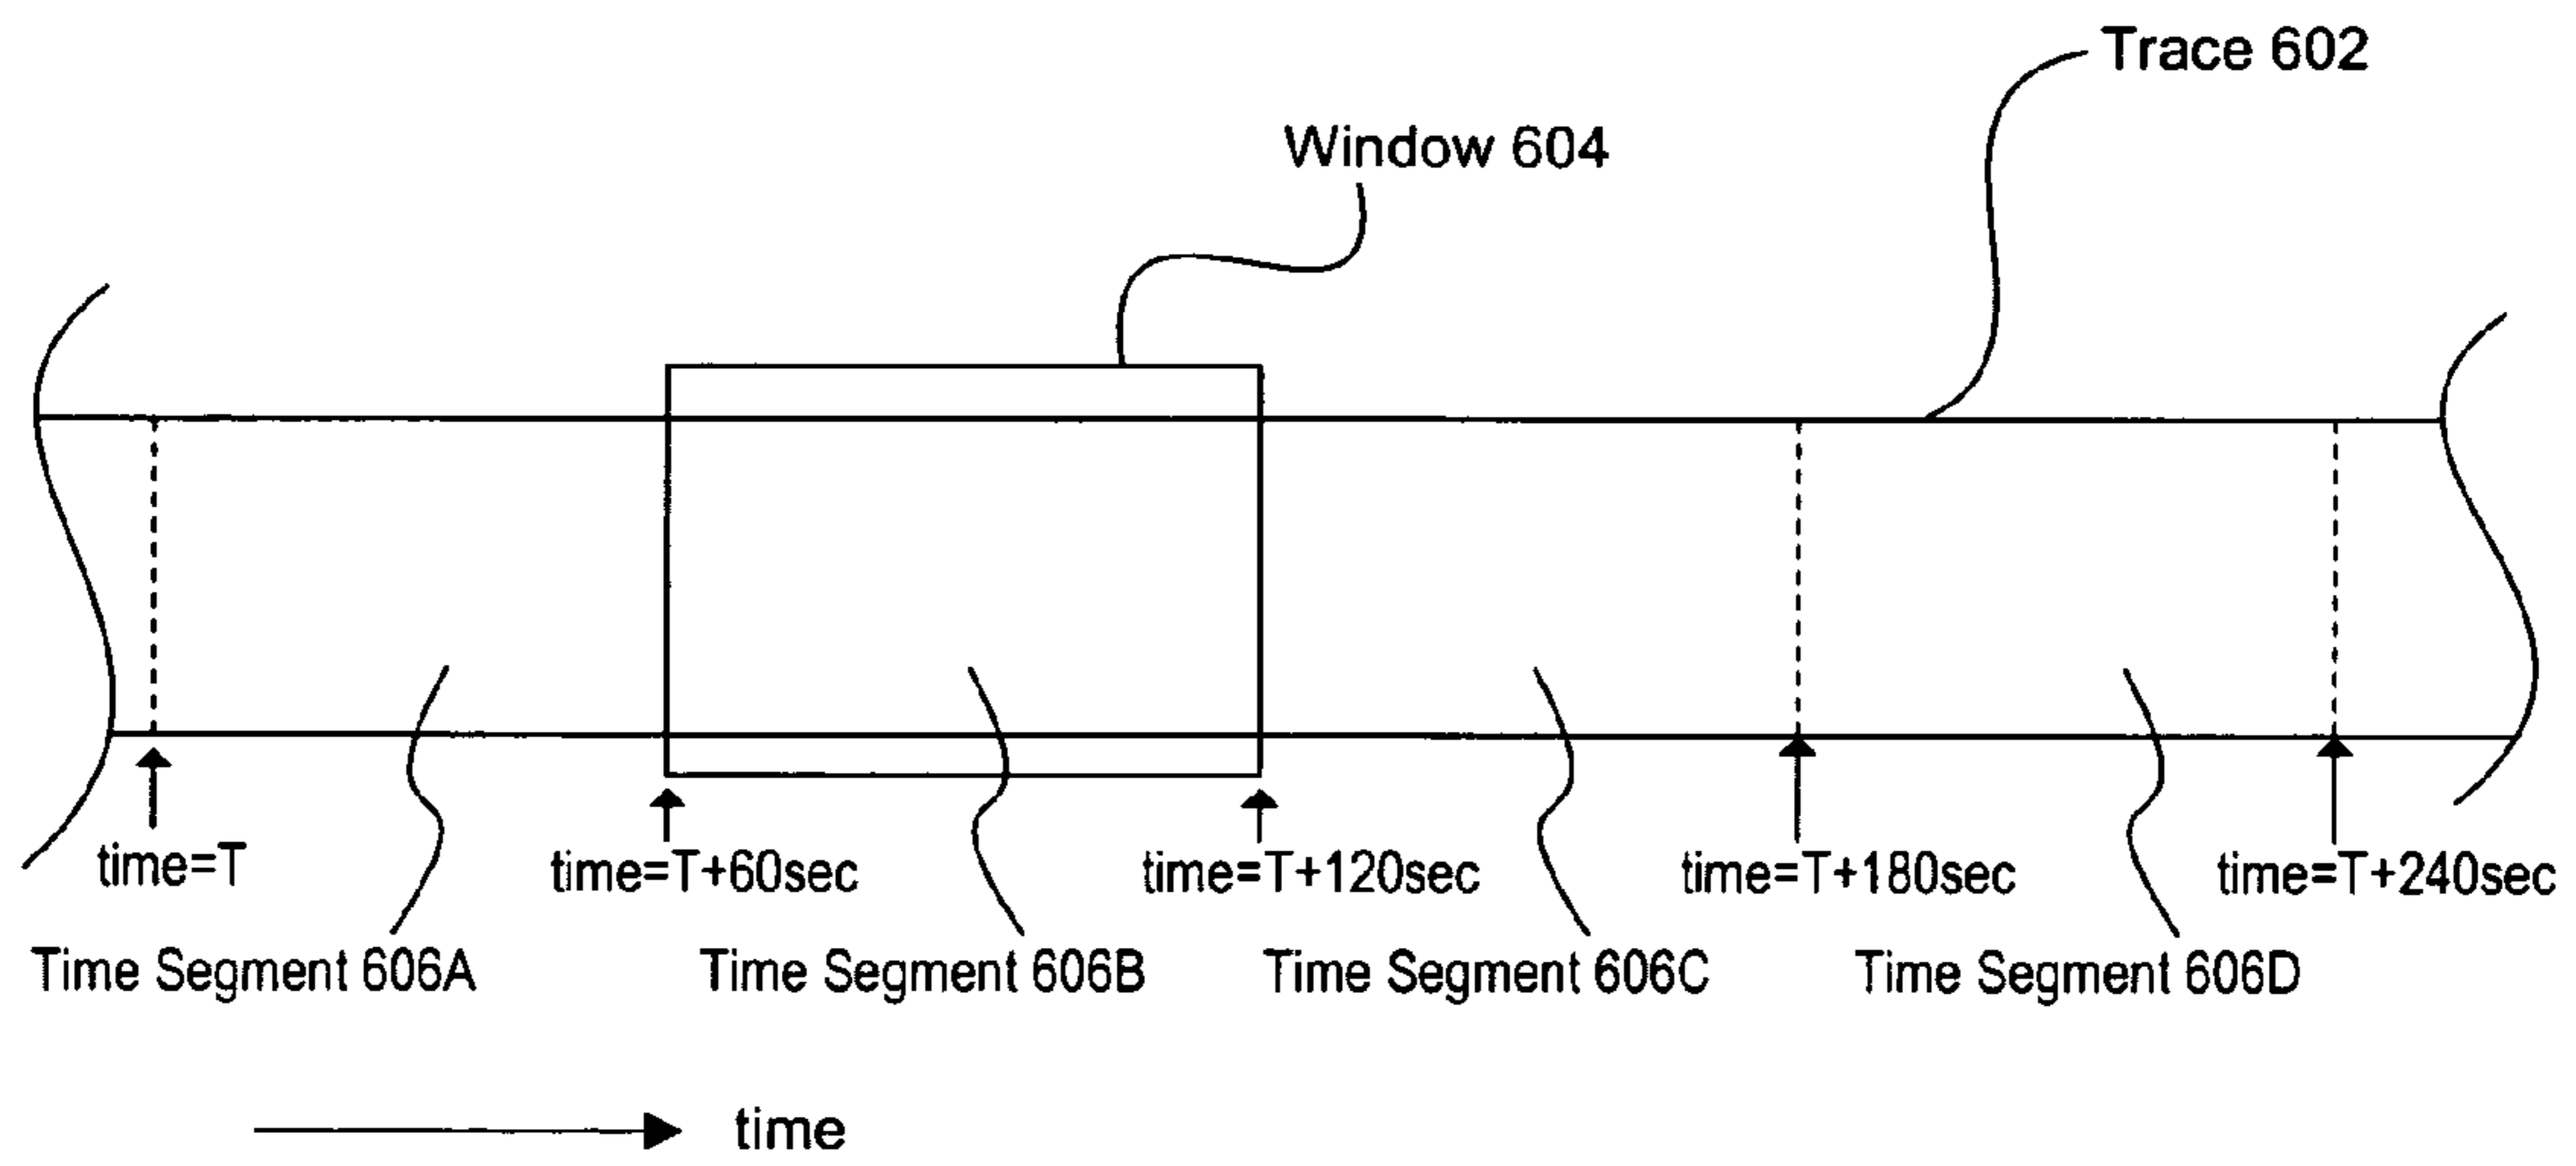 Trace 602
Window 604
time=T
time=T+60sec
time=T+120sec
time=T+180sec
time=T+240sec
Time Segment 606A
Time Segment 606B
Time Segment 606C
Time Segment 606D
time